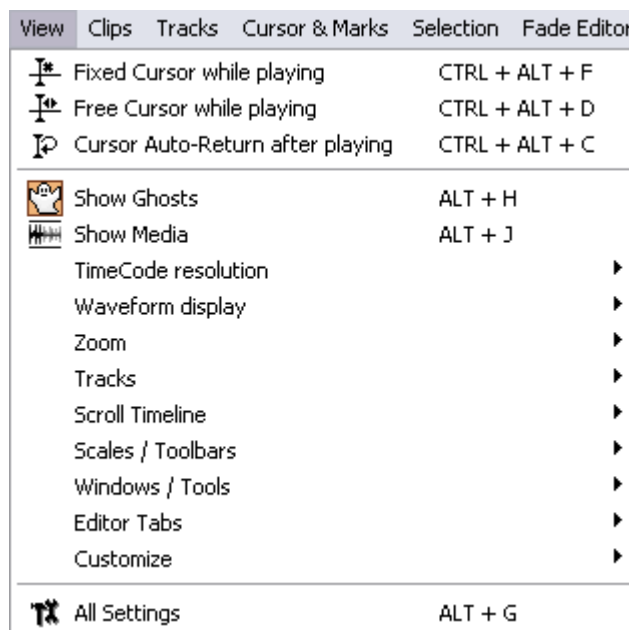 View Clips Tracks Cursor & Marks Selection Fade Editor
Fixed Cursor while playing CTRL + ALT + F
Free Cursor while playing CTRL + ALT + D
Cursor Auto-Return after playing CTRL + ALT + C
Show Ghosts ALT + H
Show Media ALT + J
TimeCode resolution
Waveform display
Zoom
Tracks
Scroll Timeline
Scales / Toolbars
Windows / Tools
Editor Tabs
Customize
All Settings ALT + G